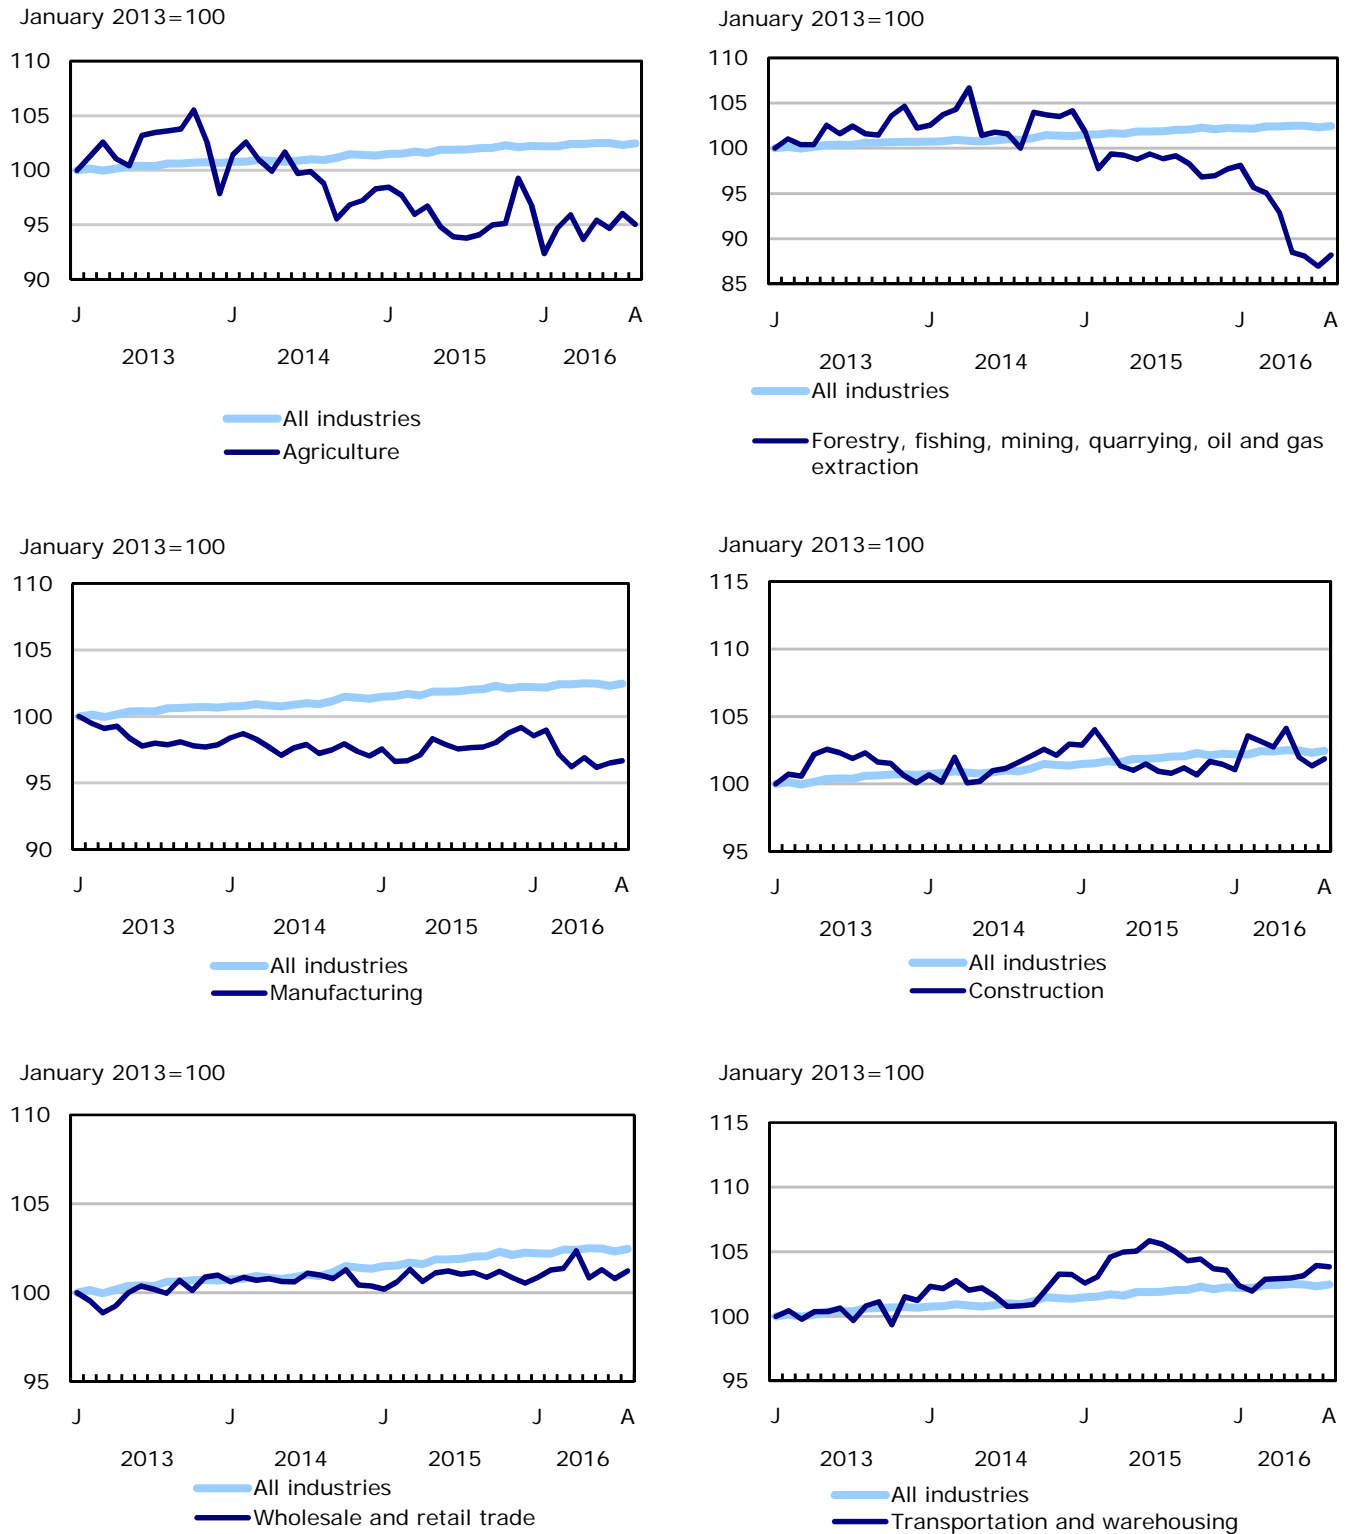 January 2013=100
110
105
100
95
90
J J J J A
2013 2014 2015 2016
All industries
Agriculture
January 2013=100
110
105
100
95
90
85
J J J J A
2013 2014 2015 2016
All industries
Forestry, fishing, mining, quarrying, oil and gas
extraction
January 2013=100
110
105
100
95
90
J J J J A
2013 2014 2015 2016
All industries
Manufacturing
January 2013=100
115
110
105
100
95
J J J J A
2013 2014 2015 2016
All industries
Construction
January 2013=100
110
105
100
95
J J J J A
2013 2014 2015 2016
All industries
Wholesale and retail trade
January 2013=100
115
110
105
100
95
J J J J A
2013 2014 2015 2016
All industries
Transportation and warehousing